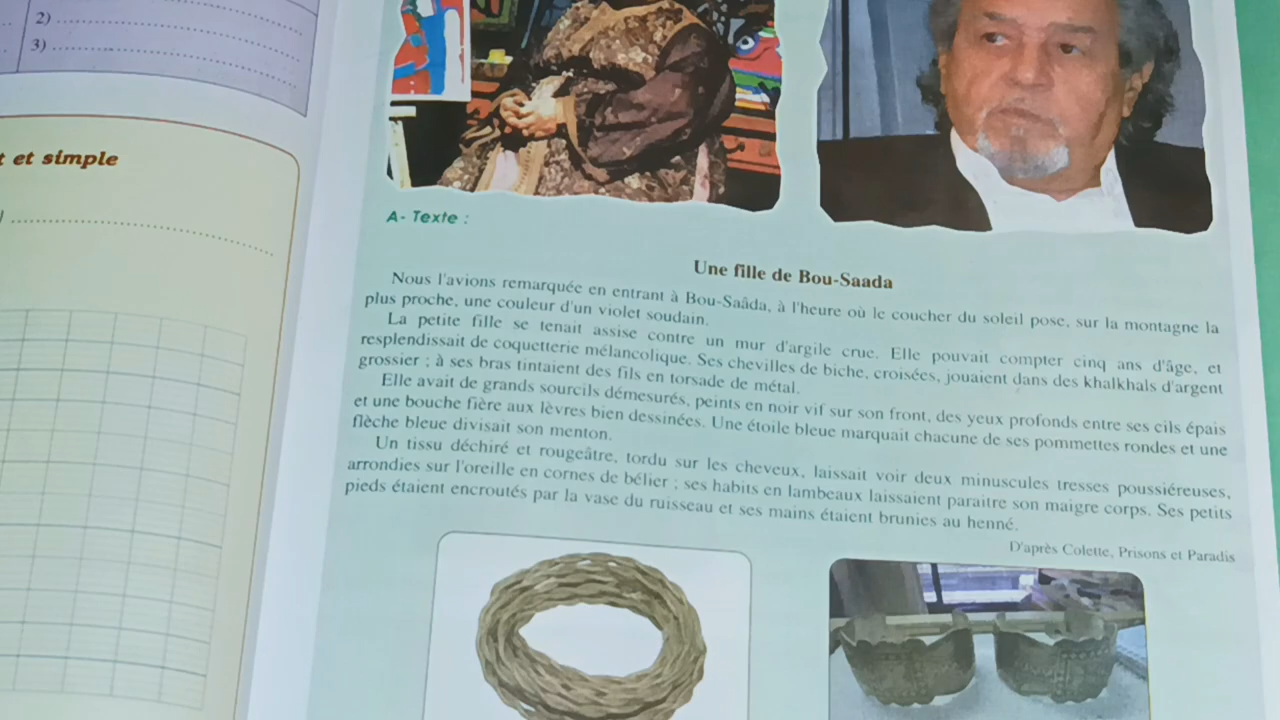 2) ........................................
3) ........................................
et simple
A- Texte :
Une fille de Bou-Saada
Nous l'avions remarquée en entrant à Bou-Saâda, à l'heure où le coucher du soleil pose, sur la montagne la
plus proche, une couleur d'un violet soudain.
La petite fille se tenait assise contre un mur d'argile crue. Elle pouvait compter cinq ans d'âge, et
resplendissait de coquetterie mélancolique. Ses chevilles de biche, croisées, jouaient dans des khalkhals d'argent
grossier ; à ses bras tintaient des fils en torsade de métal.
Elle avait de grands sourcils démesurés, peints en noir vif sur son front, des yeux profonds entre ses cils épais
et une bouche fière aux lèvres bien dessinées. Une étoile bleue marquait chacune de ses pommettes rondes et une
flèche bleue divisait son menton.
Un tissu déchiré et rougeâtre, tordu sur les cheveux, laissait voir deux minuscules tresses poussiéreuses,
arrondies sur l'oreille en cornes de bélier ; ses habits en lambeaux laissaient paraitre son maigre corps. Ses petits
pieds étaient encroutés par la vase du ruisseau et ses mains étaient brunies au henné.
D'après Colette, Prisons et Paradis